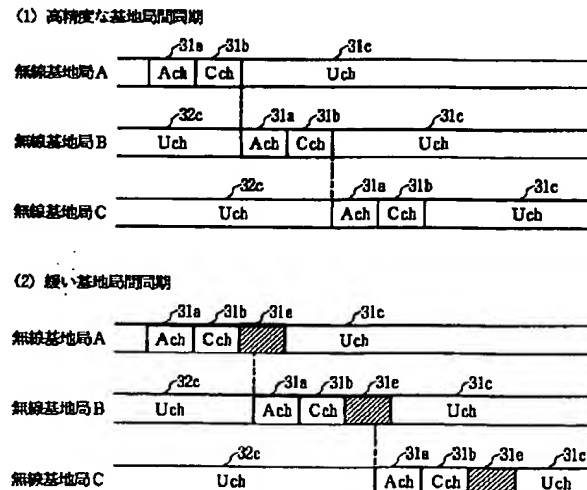 (1) 高精度な基地局間同期
31a 31b 31c
無線基地局A Ach Cch Uch
32c 31a 31b 31c
無線基地局B Uch Ach Cch Uch
32c 31a 31b 31c
無線基地局C Uch Ach Cch Uch
(2) 緩い基地局間同期
31a 31b 31e 31c
無線基地局A Ach Cch Uch
32c 31a 31b 31e 31c
無線基地局B Uch Ach Cch Uch
32c 31a 31b 31e 31c
無線基地局C Uch Ach Cch Uch